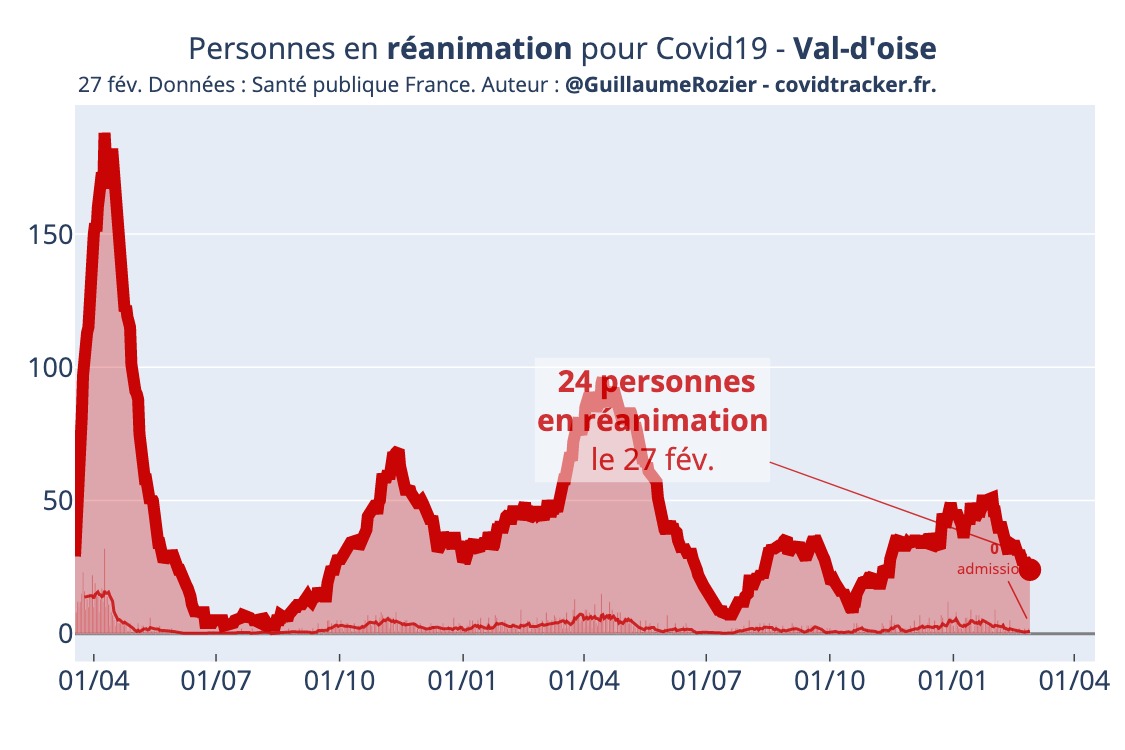 Personnes en réanimation pour Covid19 - Val-d'oise
27 fév. Données : Santé publique France. Auteur : @GuillaumeRozier - covidtracker.fr.
150
100
50
0
24 personnes
en réanimation
le 27 fév.
0
admissio
01/04 01/07 01/10 01/01 01/04 01/07 01/10 01/01 01/04